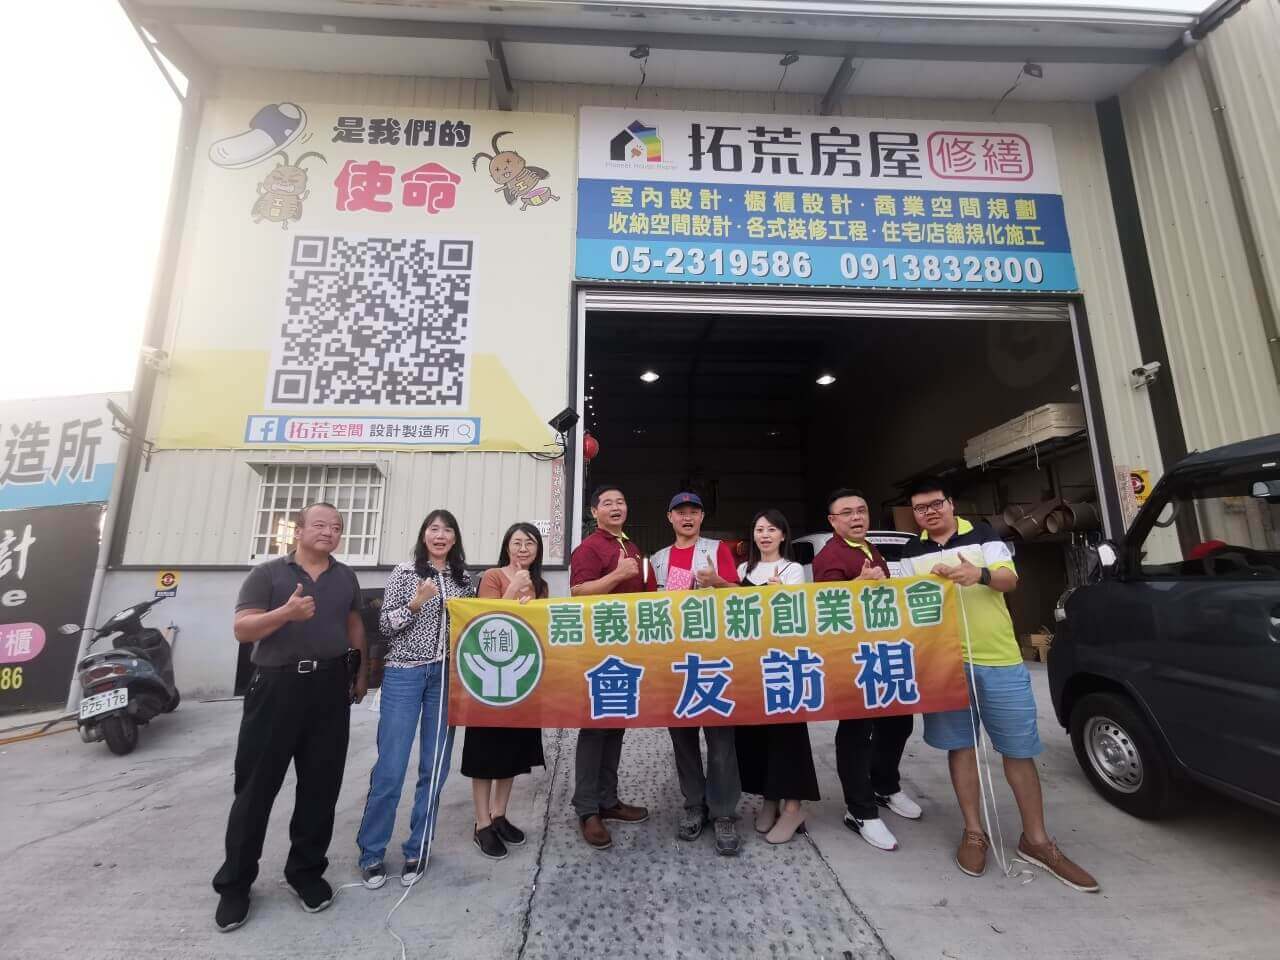 是我們的
使命
拓荒空間 設計製造所
拓荒房屋修繕
室內設計·櫥櫃設計·商業空間規劃
收納空間設計·各式裝修工程·住宅/店舖規化施工
05-2319586 0913832800
造所
計
e
櫃
86
PZ5-178
新創
嘉義縣創新創業協會
會友訪視